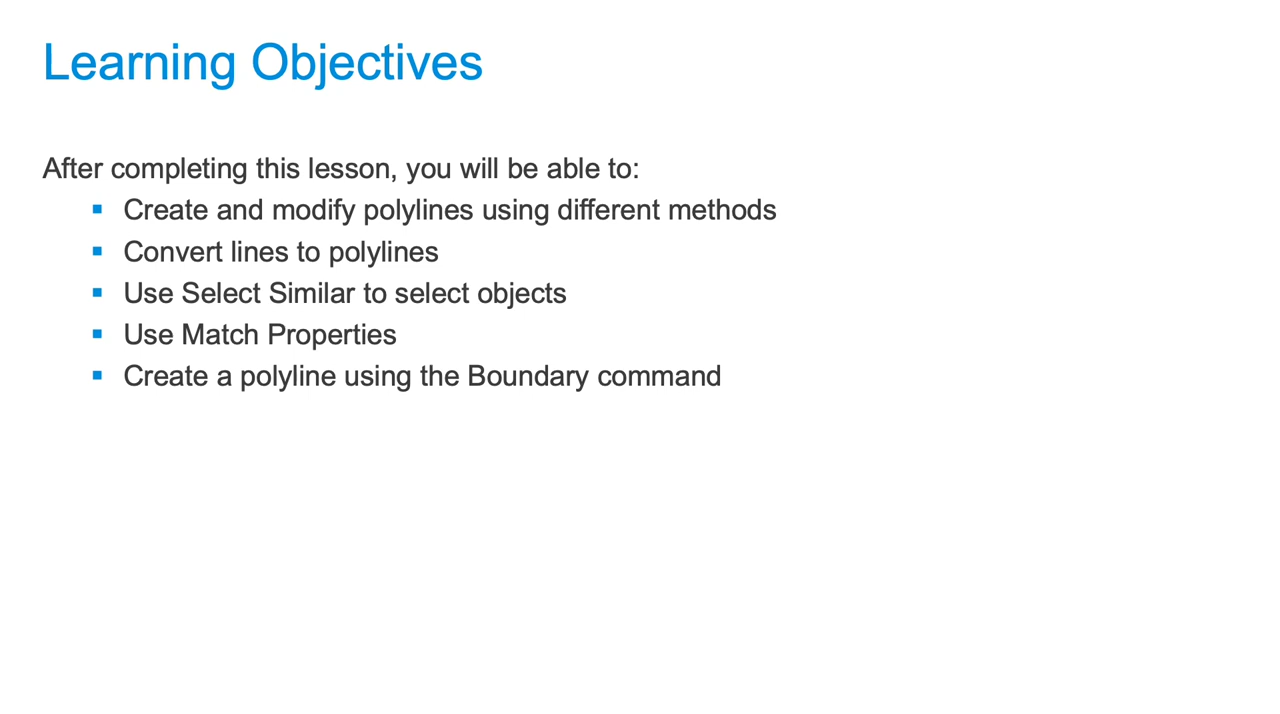 Learning Objectives
After completing this lesson, you will be able to:
▪ Create and modify polylines using different methods
▪ Convert lines to polylines
▪ Use Select Similar to select objects
▪ Use Match Properties
▪ Create a polyline using the Boundary command